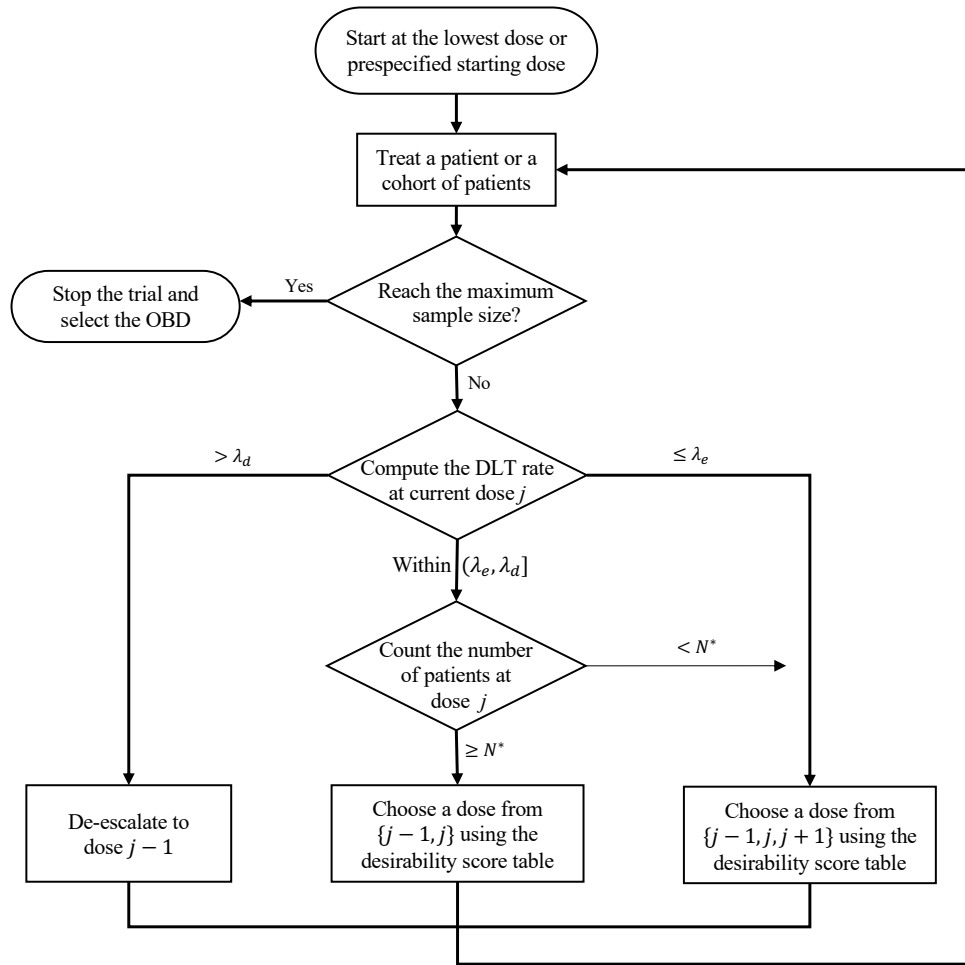 Start at the lowest dose or
prespecified starting dose
Treat a patient or a
cohort of patients
Reach the maximum
sample size?
Yes
Stop the trial and
select the OBD
No
Compute the DLT rate
at current dose j
> λ_d
≤ λ_e
Within (λ_e, λ_d]
Count the number
of patients at
dose j
< N*
≥ N*
De-escalate to
dose j − 1
Choose a dose from
{j − 1, j} using the
desirability score table
Choose a dose from
{j − 1, j, j + 1} using the
desirability score table